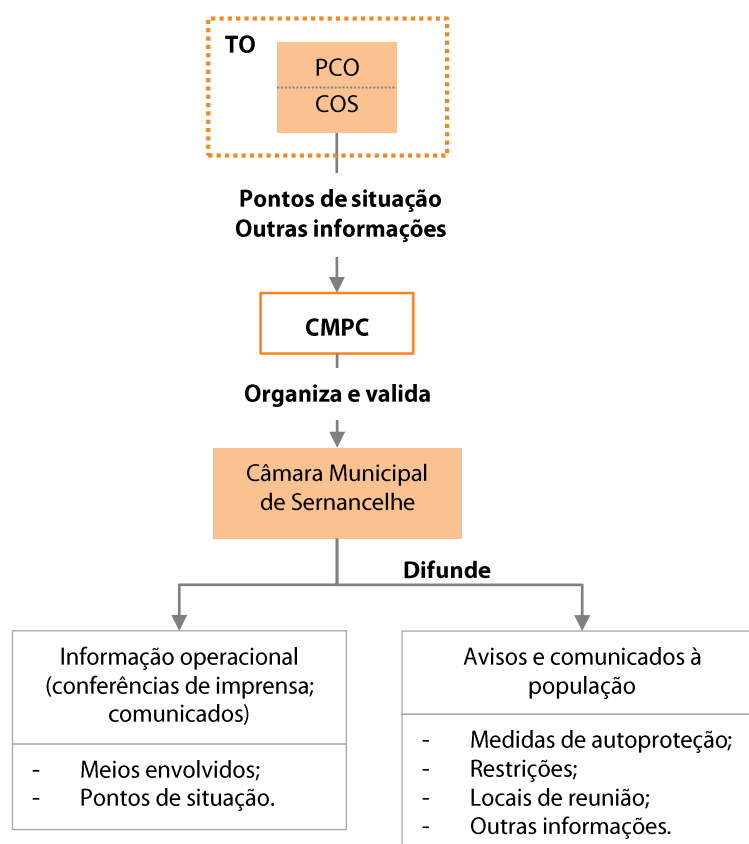 TO
PCO
COS
Pontos de situação
Outras informações
CMPC
Organiza e valida
Câmara Municipal
de Sernancelhe
Difunde
Informação operacional
(conferências de imprensa;
comunicados)
- Meios envolvidos;
- Pontos de situação.
Avisos e comunicados à
população
- Medidas de autoproteção;
- Restrições;
- Locais de reunião;
- Outras informações.